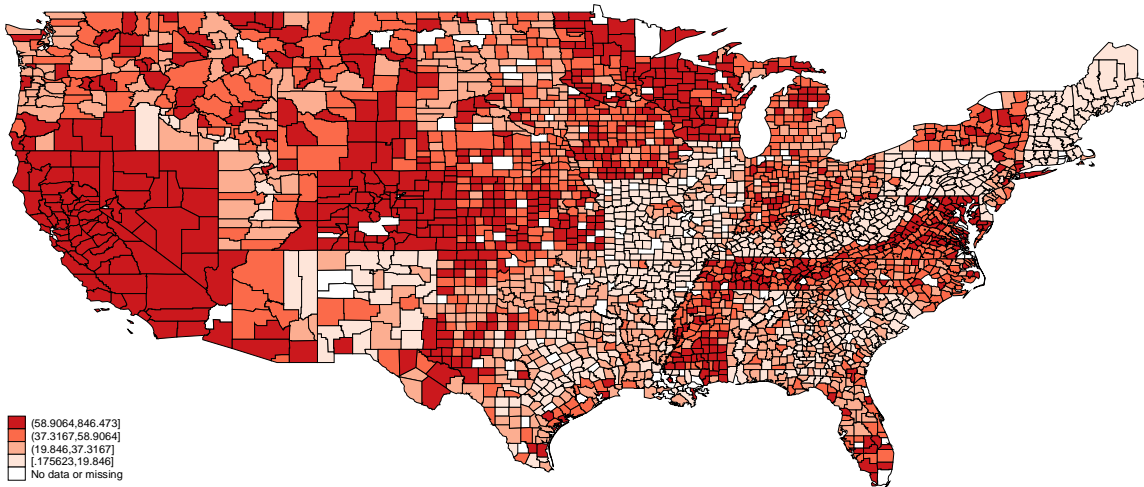 (58.9064,846.473]
(37.3167,58.9064]
(19.846,37.3167]
[.175623,19.846]
No data or missing